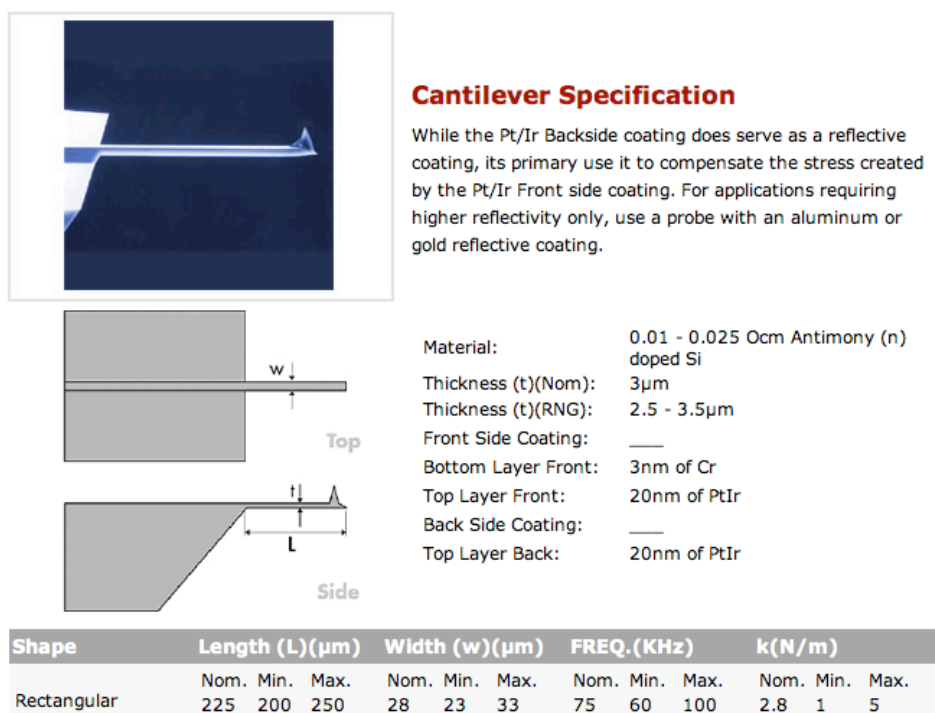 Cantilever Specification
While the Pt/Ir Backside coating does serve as a reflective
coating, its primary use it to compensate the stress created
by the Pt/Ir Front side coating. For applications requiring
higher reflectivity only, use a probe with an aluminum or
gold reflective coating.
w
Top
t
L
Side
Material: 0.01 - 0.025 Ocm Antimony (n)
doped Si
Thickness (t)(Nom): 3µm
Thickness (t)(RNG): 2.5 - 3.5µm
Front Side Coating: ___
Bottom Layer Front: 3nm of Cr
Top Layer Front: 20nm of PtIr
Back Side Coating: ___
Top Layer Back: 20nm of PtIr
Shape Length (L)(µm) Width (w)(µm) FREQ.(KHz) k(N/m)
Nom. Min. Max. Nom. Min. Max. Nom. Min. Max. Nom. Min. Max.
Rectangular 225 200 250 28 23 33 75 60 100 2.8 1 5